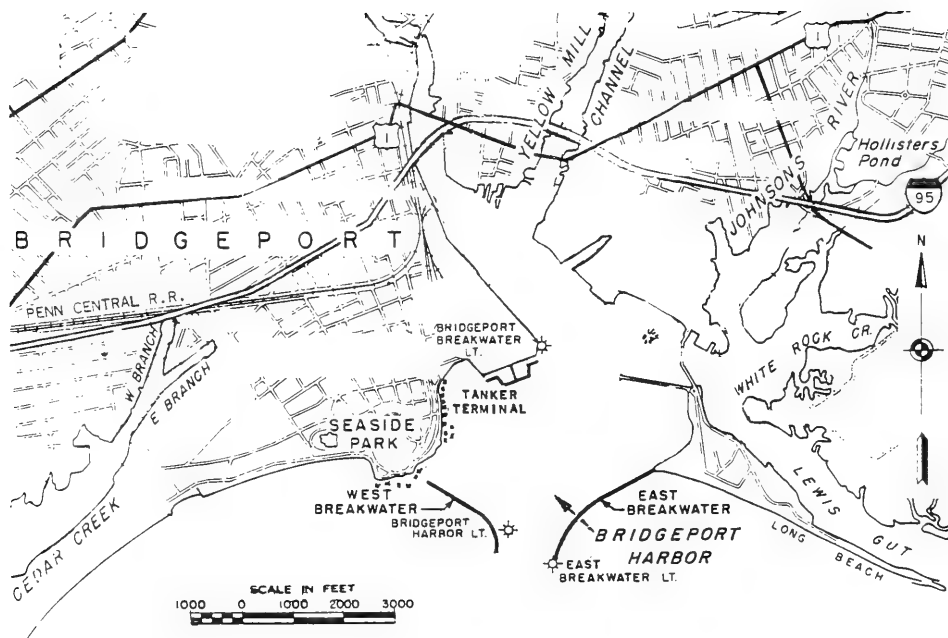 1
YELLOW MILL
CHANNEL
1
JOHNSONS RIVER
Hollisters
Pond
95
BRIDGEPORT
N
PENN CENTRAL R.R.
W. BRANCH
E. BRANCH
BRIDGEPORT
BREAKWATER
LT.
WHITE ROCK CR.
TANKER
TERMINAL
SEASIDE
PARK
WEST
BREAKWATER
BRIDGEPORT
HARBOR LT.
EAST
BREAKWATER
BRIDGEPORT
HARBOR
LEWIS GUT
LONG BEACH
CEDAR CREEK
EAST
BREAKWATER LT.
SCALE IN FEET
1000 0 1000 2000 3000